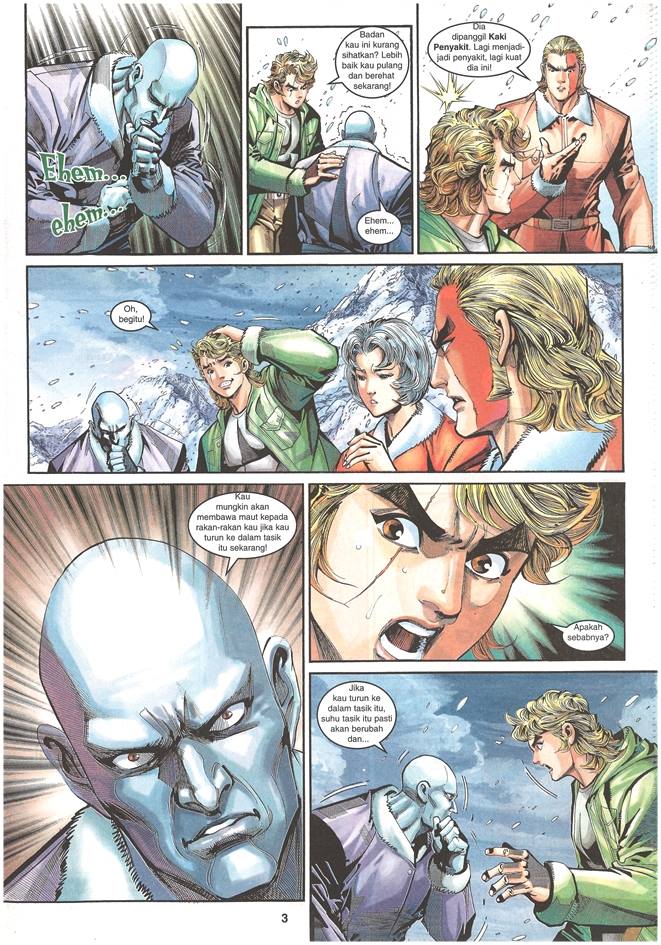 Ehem...
ehem...
Badan
kau ini kurang
sihatkan? Lebih
baik kau pulang
dan berehat
sekarang!
Ehem...
ehem...
Dia
dipanggil Kaki
Penyakit. Lagi menjadi-
jadi penyakit, lagi kuat
dia ini!
Oh,
begitu!
Kau
mungkin akan
membawa maut kepada
rakan-rakan kau jika kau
turun ke dalam tasik
itu sekarang!
Apakah
sebabnya?
Jika
kau turun ke
dalam tasik itu,
suhu tasik itu pasti
akan berubah
dan...
3